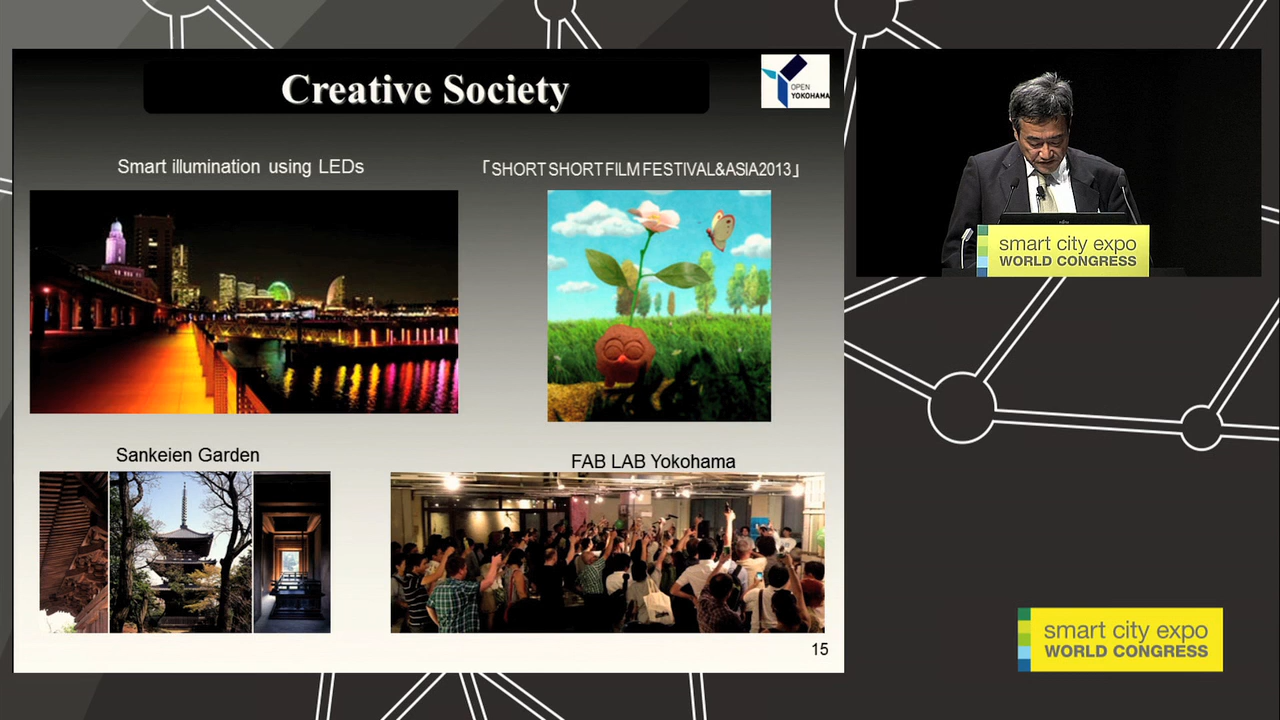 Creative Society
OPEN
YOKOHAMA
Smart illumination using LEDs
「SHORT SHORT FILM FESTIVAL&ASIA2013」
Sankeien Garden
FAB LAB Yokohama
15
smart city expo
WORLD CONGRESS
smart city expo
WORLD CONGRESS